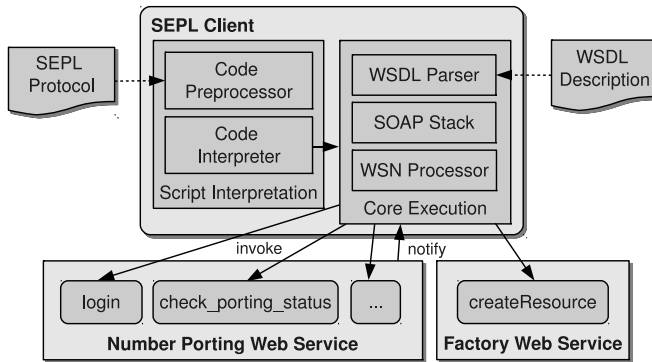 SEPL Client
SEPL
Protocol
Code
Preprocessor
Code
Interpreter
Script Interpretation
WSDL Parser
SOAP Stack
WSN Processor
Core Execution
WSDL
Description
invoke
notify
login
check_porting_status
...
Number Porting Web Service
createResource
Factory Web Service